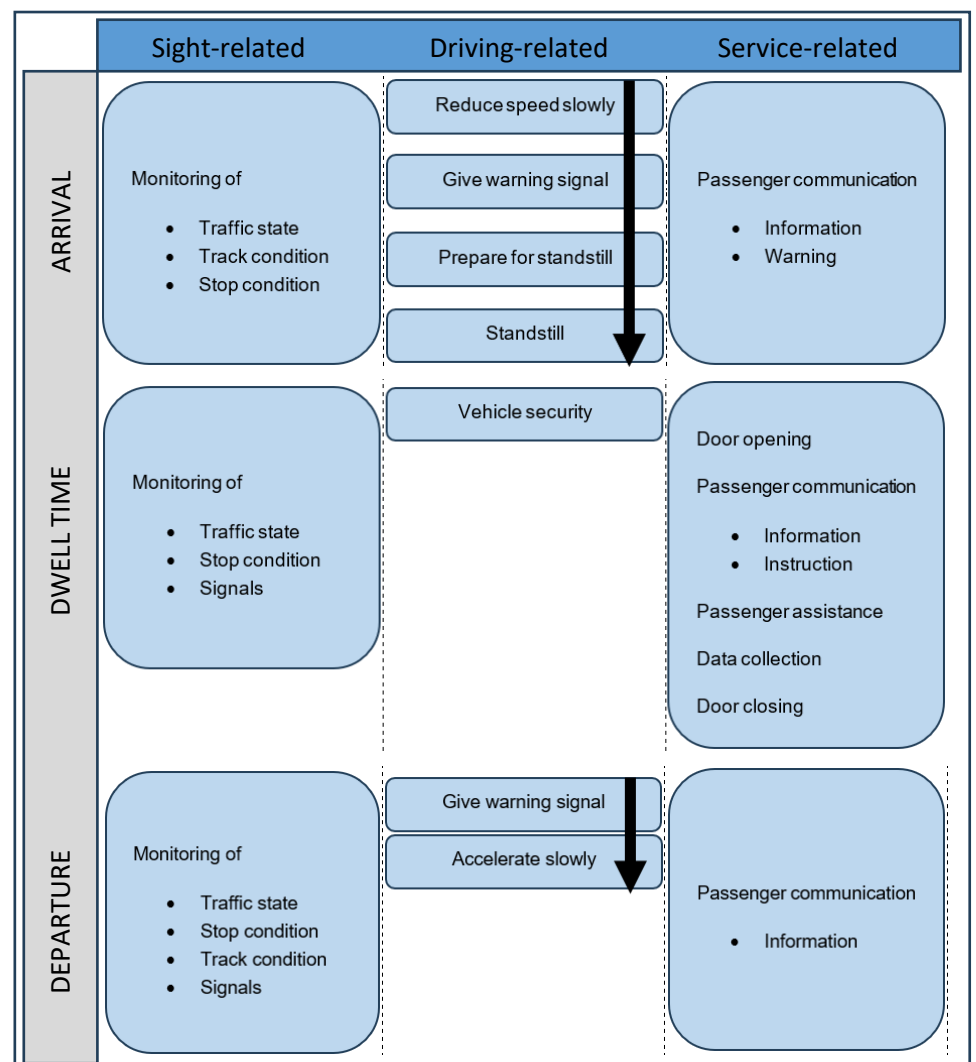 Sight-related
Driving-related
Service-related
ARRIVAL
Monitoring of
• Traffic state
• Track condition
• Stop condition
Reduce speed slowly
Give warning signal
Prepare for standstill
Standstill
Passenger communication
• Information
• Warning
DWELL TIME
Monitoring of
• Traffic state
• Stop condition
• Signals
Vehicle security
Door opening
Passenger communication
• Information
• Instruction
Passenger assistance
Data collection
Door closing
DEPARTURE
Monitoring of
• Traffic state
• Stop condition
• Track condition
• Signals
Give warning signal
Accelerate slowly
Passenger communication
• Information